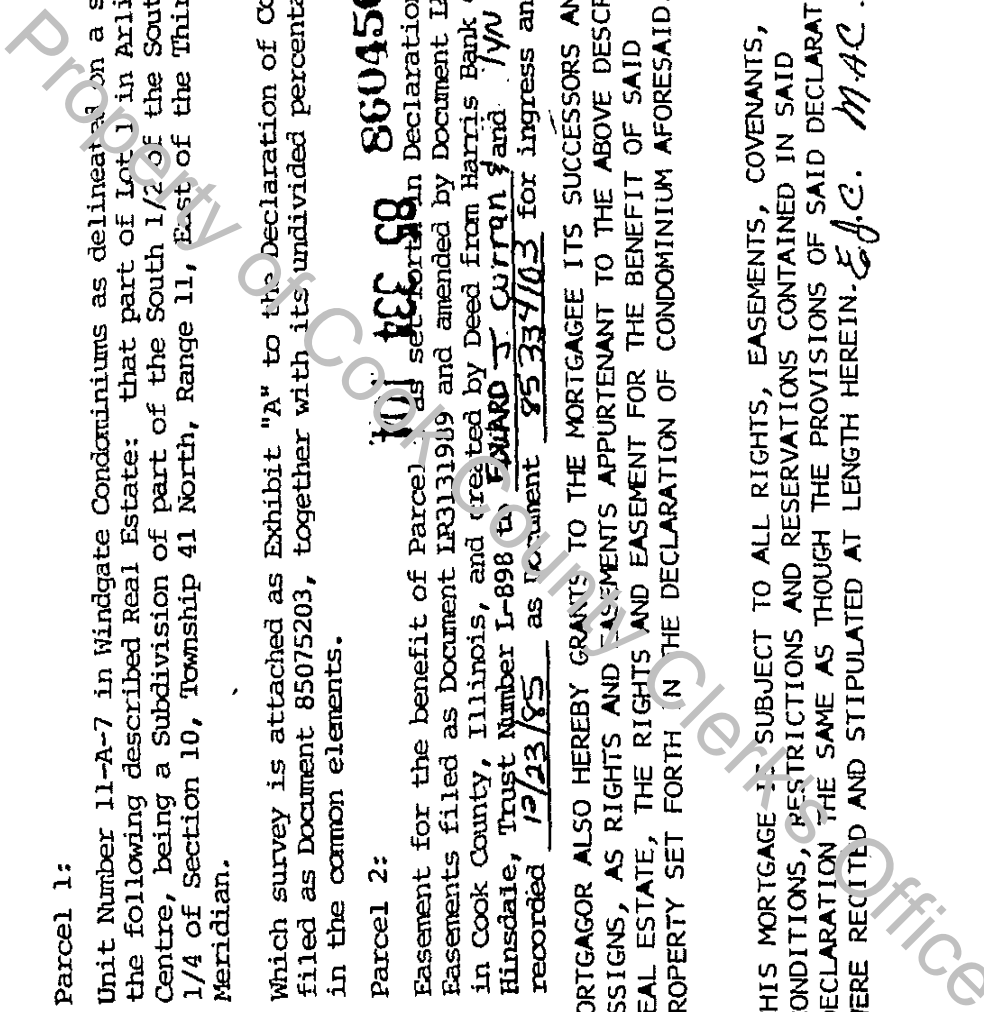 Parcel 1:
Unit Number 11-A-7 in Windgate Condominiums as delineated on a s
the following described Real Estate: that part of Lot 1 in Arli
Centre, being a Subdivision of part of the South 1/2 of the Sout
1/4 of Section 10, Township 41 North, Range 11, East of the Thir
Meridian.
Which survey is attached as Exhibit "A" to the Declaration of Co
filed as Document 85075203, together with its undivided percenta
in the common elements.
Parcel 2:
85 334 101
Easement for the benefit of Parcel 1 as set forth in Declaration
Easements filed as Document LR3131989 and amended by Document L
in Cook County, Illinois, and created by Deed from Harris Bank
Hinsdale, Trust Number L-898 to EDWARD J CURRAN & and LYN
recorded 12/23/85 as Document 85334103 for ingress an
ORTGAGOR ALSO HEREBY GRANTS TO THE MORTGAGEE ITS SUCCESSORS AN
SSIGNS, AS RIGHTS AND EASEMENTS APPURTENANT TO THE ABOVE DESCR
EAL ESTATE, THE RIGHTS AND EASEMENT FOR THE BENEFIT OF SAID
ROPERTY SET FORTH IN THE DECLARATION OF CONDOMINIUM AFORESAID.
HIS MORTGAGE IS SUBJECT TO ALL RIGHTS, EASEMENTS, COVENANTS,
ONDITIONS, RESTRICTIONS AND RESERVATIONS CONTAINED IN SAID
ECLARATION THE SAME AS THOUGH THE PROVISIONS OF SAID DECLARAT
ERE RECITED AND STIPULATED AT LENGTH HEREIN. E.J.C. M.A.C.
Property of Cook County Clerk's Office